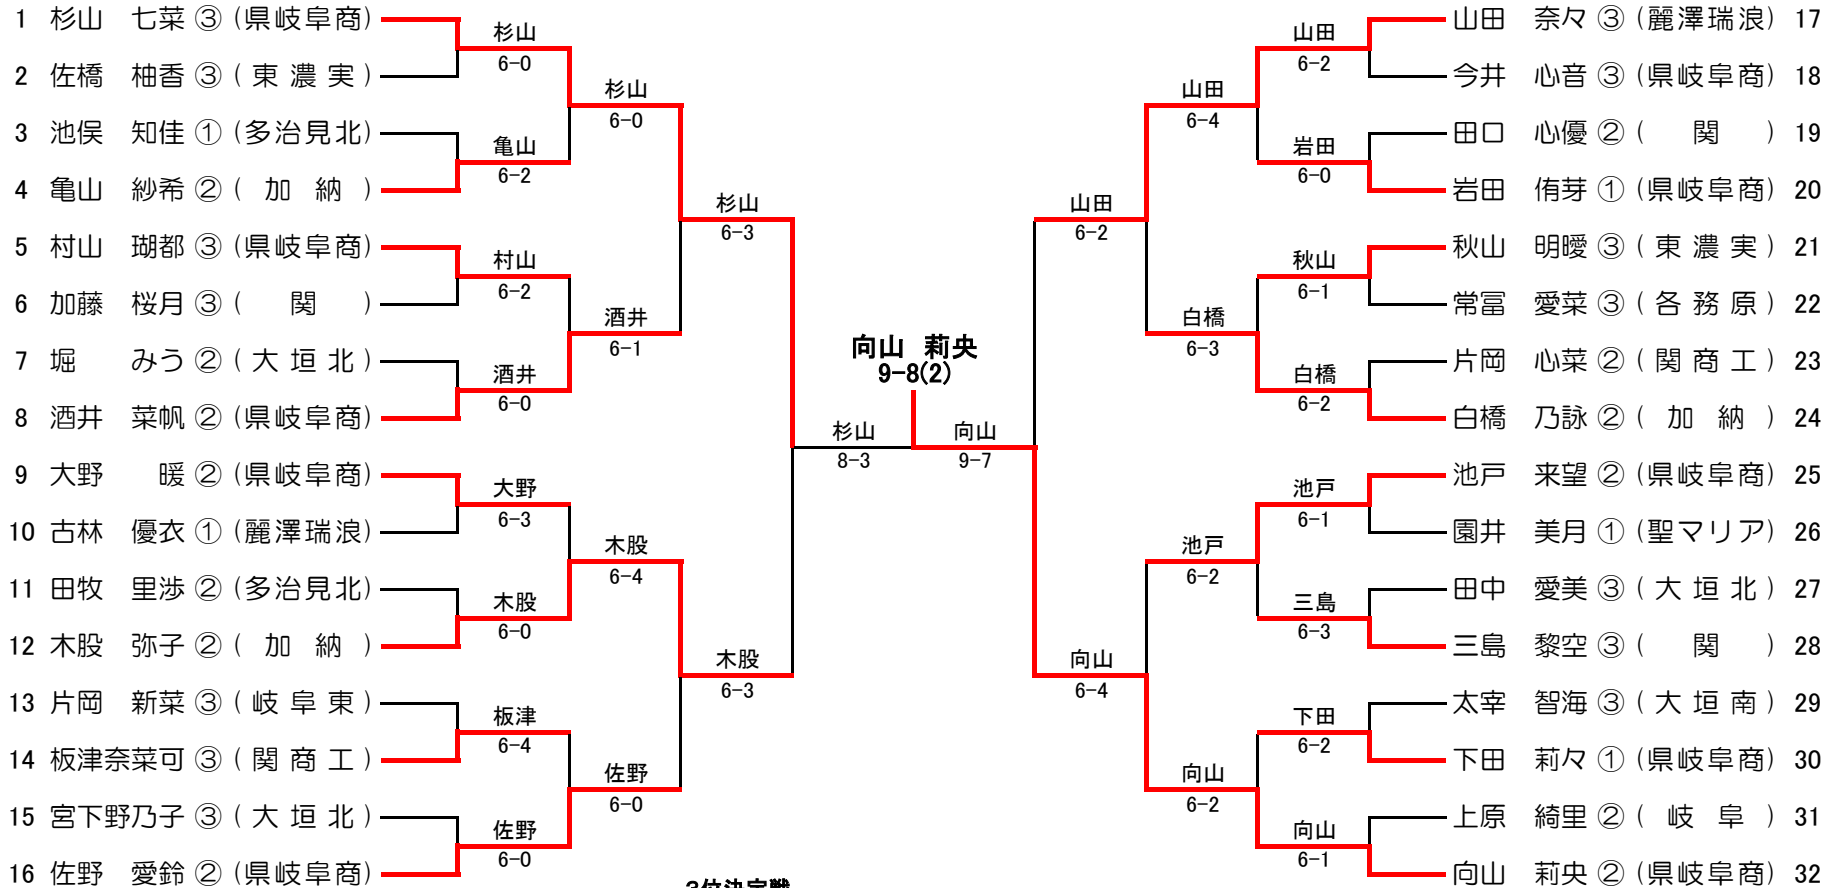 1 杉山 七菜 ③ (県岐阜商)
2 佐橋 柚香 ③ (東濃実)
3 池俣 知佳 ① (多治見北)
4 亀山 紗希 ② (加納)
5 村山 瑚都 ③ (県岐阜商)
6 加藤 桜月 ③ (関)
7 堀 みう ② (大垣北)
8 酒井 菜帆 ② (県岐阜商)
9 大野 暖 ② (県岐阜商)
10 古林 優衣 ① (麗澤瑞浪)
11 田牧 里渉 ② (多治見北)
12 木股 弥子 ② (加納)
13 片岡 新菜 ③ (岐阜東)
14 板津奈菜可 ③ (関商工)
15 宮下野乃子 ③ (大垣北)
16 佐野 愛鈴 ② (県岐阜商)
杉山
6-0
亀山
6-2
村山
6-2
酒井
6-0
大野
6-3
木股
6-0
板津
6-4
佐野
6-0
杉山
6-0
酒井
6-1
木股
6-4
佐野
6-0
杉山
6-3
木股
6-3
杉山
8-3
向山 莉央
9-8(2)
向山
9-7
山田
6-2
向山
6-4
山田
6-4
白橋
6-3
池戸
6-2
向山
6-2
山田
6-2
岩田
6-0
秋山
6-1
白橋
6-2
池戸
6-1
三島
6-3
下田
6-2
向山
6-1
山田 奈々 ③ (麗澤瑞浪) 17
今井 心音 ③ (県岐阜商) 18
田口 心優 ② (関) 19
岩田 侑芽 ① (県岐阜商) 20
秋山 明曖 ③ (東濃実) 21
常冨 愛菜 ③ (各務原) 22
片岡 心菜 ② (関商工) 23
白橋 乃詠 ② (加納) 24
池戸 来望 ② (県岐阜商) 25
園井 美月 ① (聖マリア) 26
田中 愛美 ③ (大垣北) 27
三島 黎空 ③ (関) 28
太宰 智海 ③ (大垣南) 29
下田 莉々 ① (県岐阜商) 30
上原 綺里 ② (岐阜) 31
向山 莉央 ② (県岐阜商) 32
3位決定戦